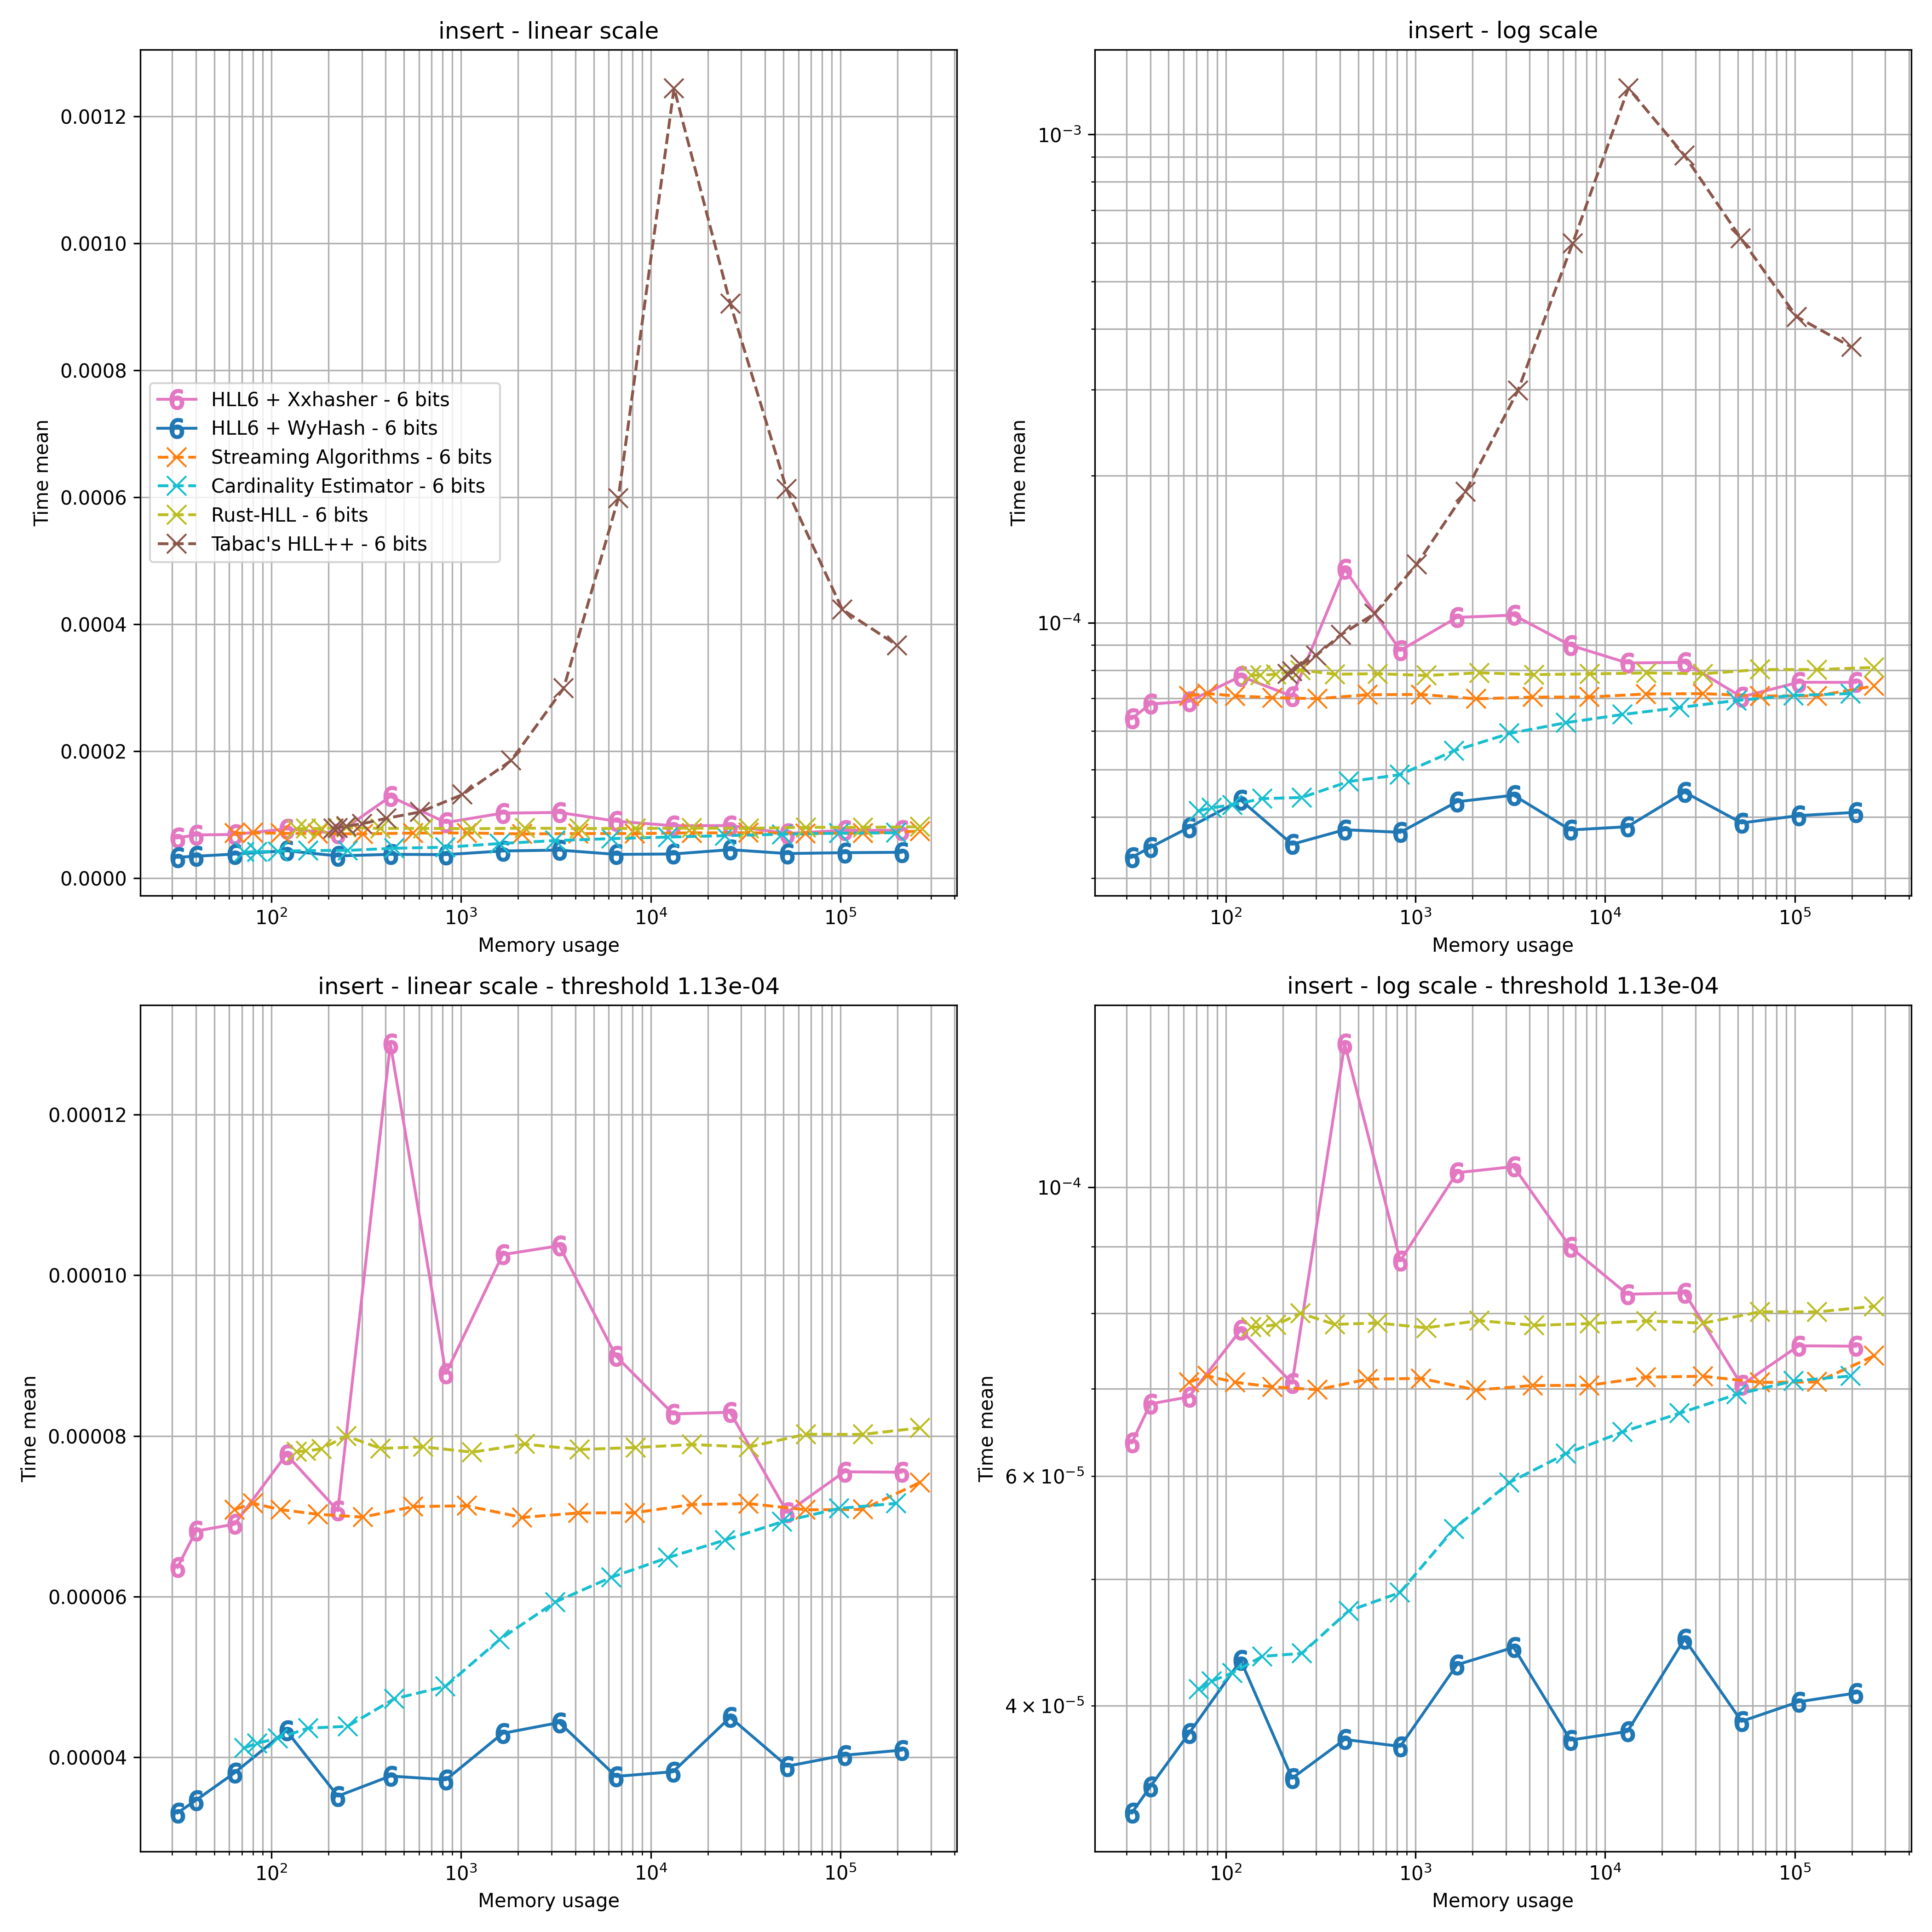 insert - linear scale
0.0012
0.0010
0.0008
0.0006
0.0004
0.0002
0.0000
Time mean
HLL6 + Xxhasher - 6 bits
HLL6 + WyHash - 6 bits
Streaming Algorithms - 6 bits
Cardinality Estimator - 6 bits
Rust-HLL - 6 bits
Tabac's HLL++ - 6 bits
10² 10³ 10⁴ 10⁵
Memory usage
insert - log scale
10⁻³
10⁻⁴
Time mean
10² 10³ 10⁴ 10⁵
Memory usage
insert - linear scale - threshold 1.13e-04
0.00012
0.00010
0.00008
0.00006
0.00004
Time mean
10² 10³ 10⁴ 10⁵
Memory usage
insert - log scale - threshold 1.13e-04
10⁻⁴
6 × 10⁻⁵
4 × 10⁻⁵
Time mean
10² 10³ 10⁴ 10⁵
Memory usage